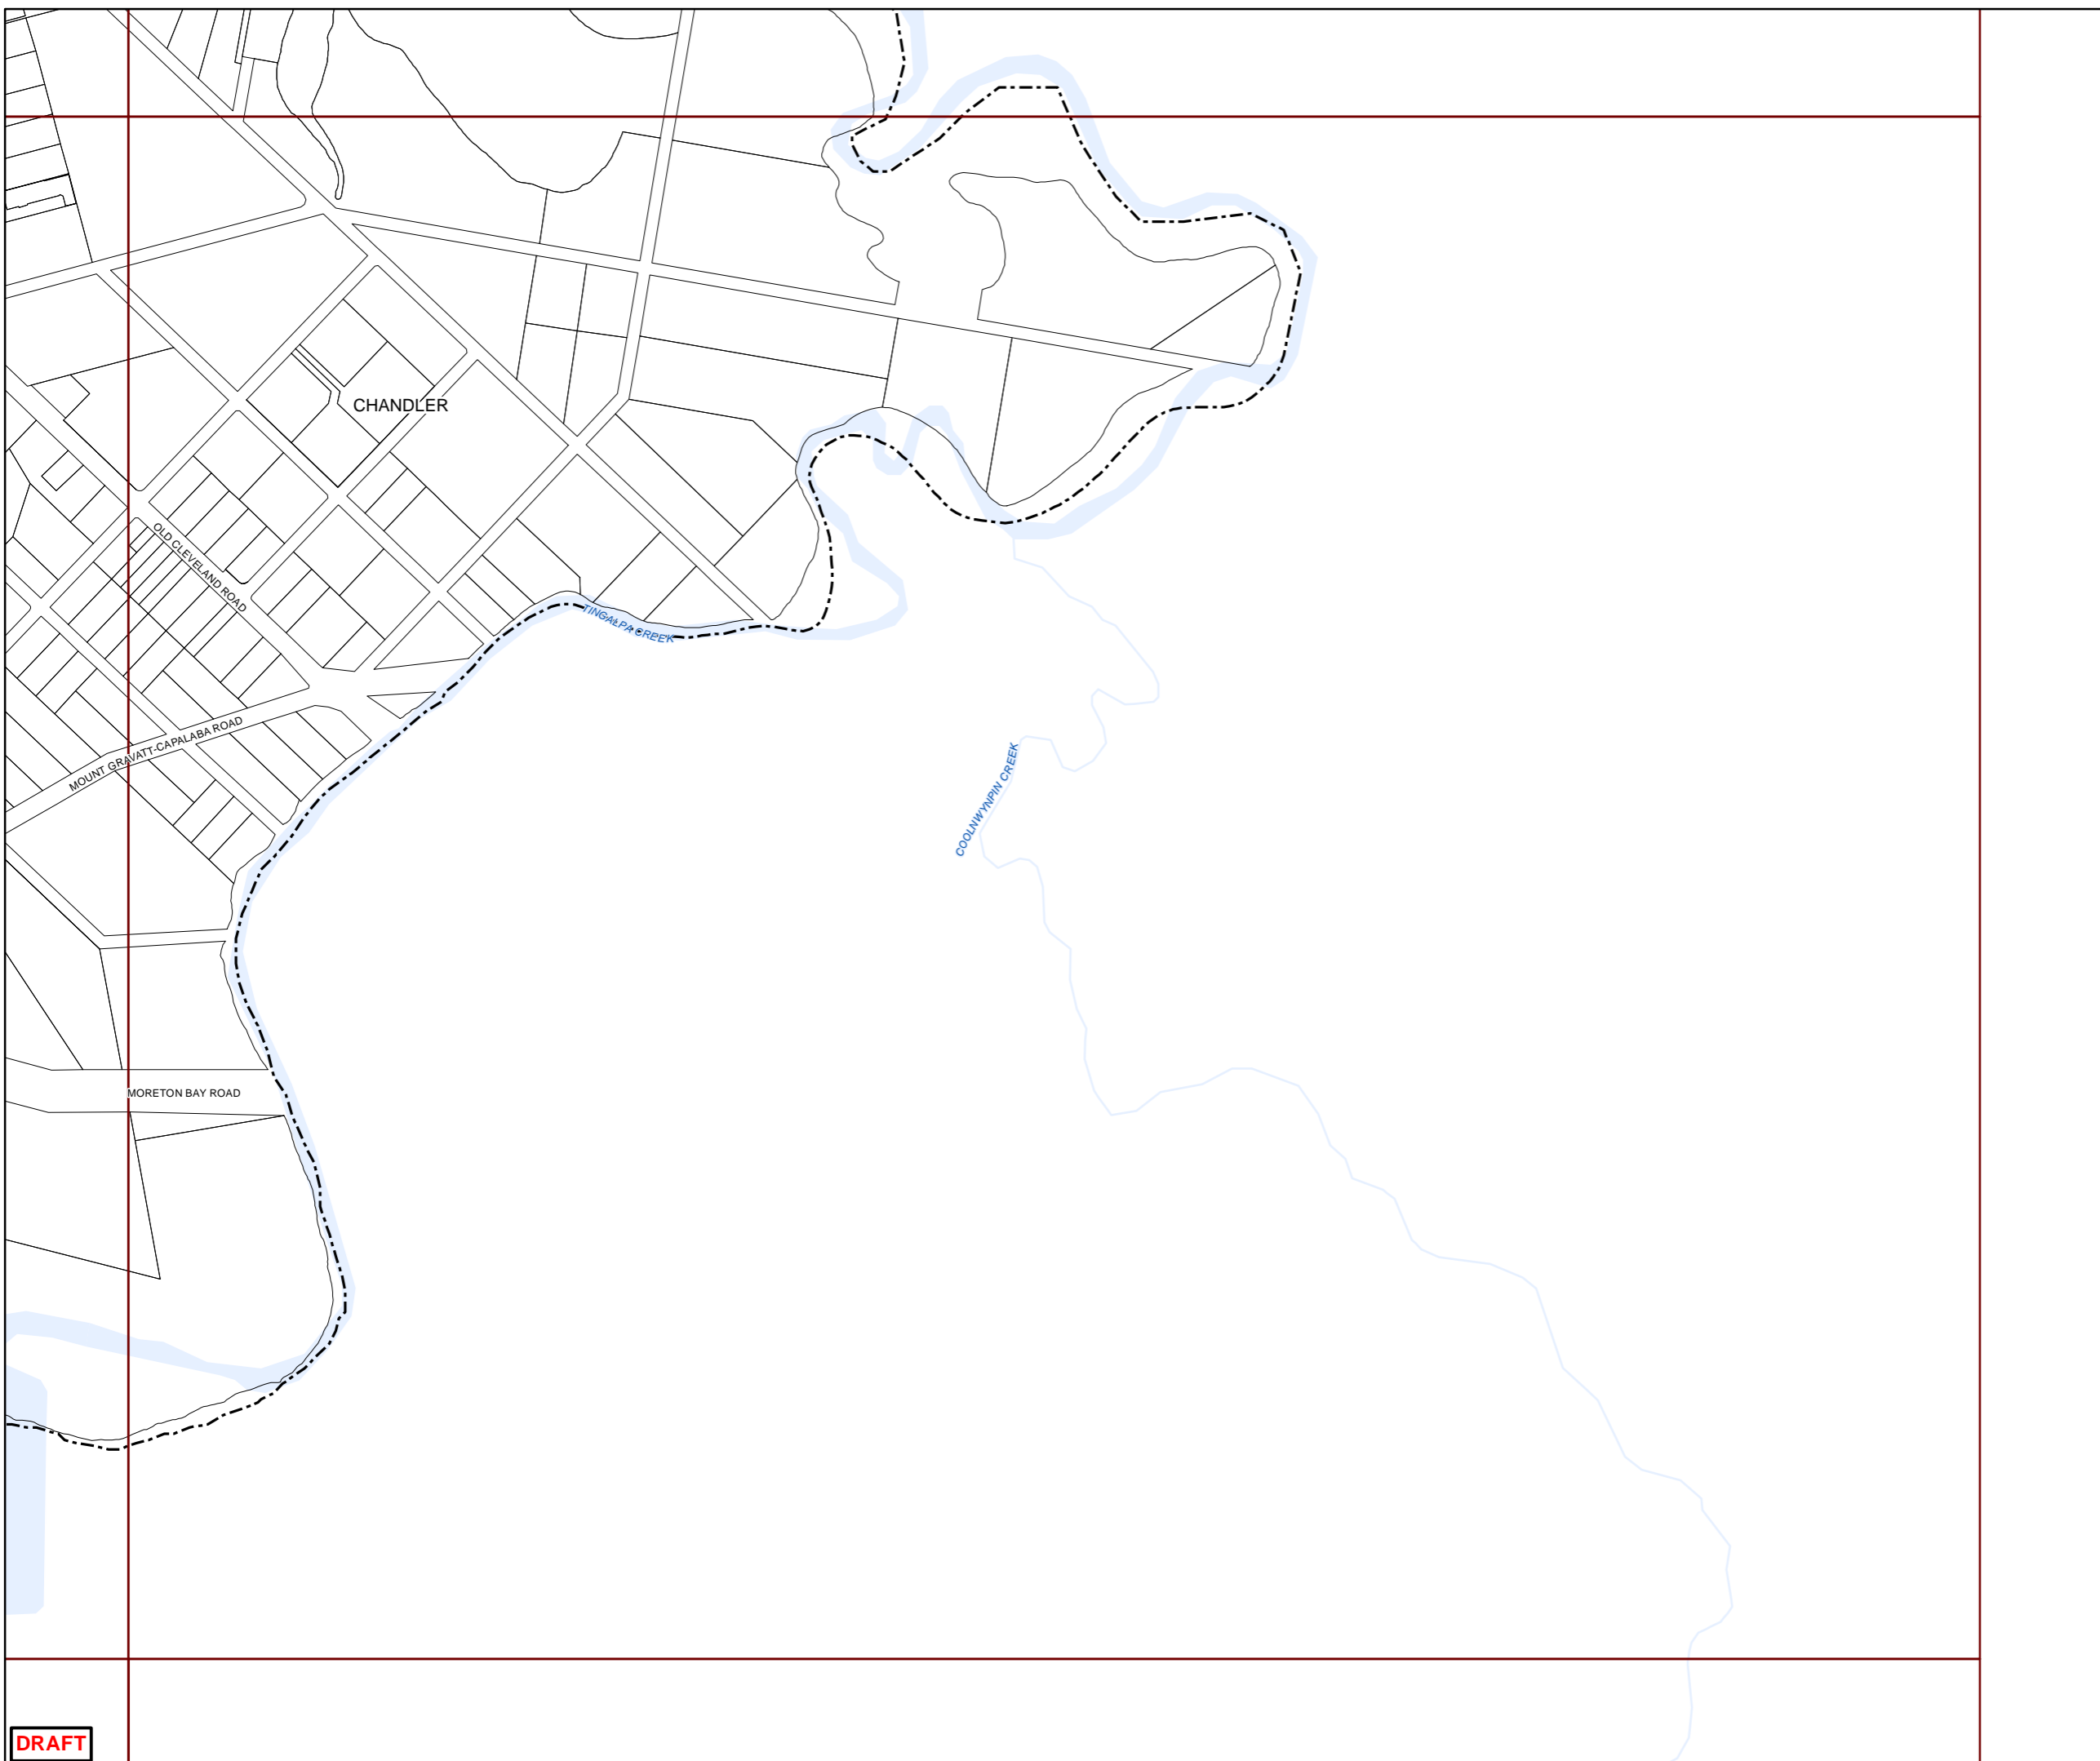 CHANDLER
OLD CLEVELAND ROAD
TINGALPA CREEK
MOUNT GRAVATT-CAPALABA ROAD
COOLNWYNPIN CREEK
MORETON BAY ROAD
DRAFT